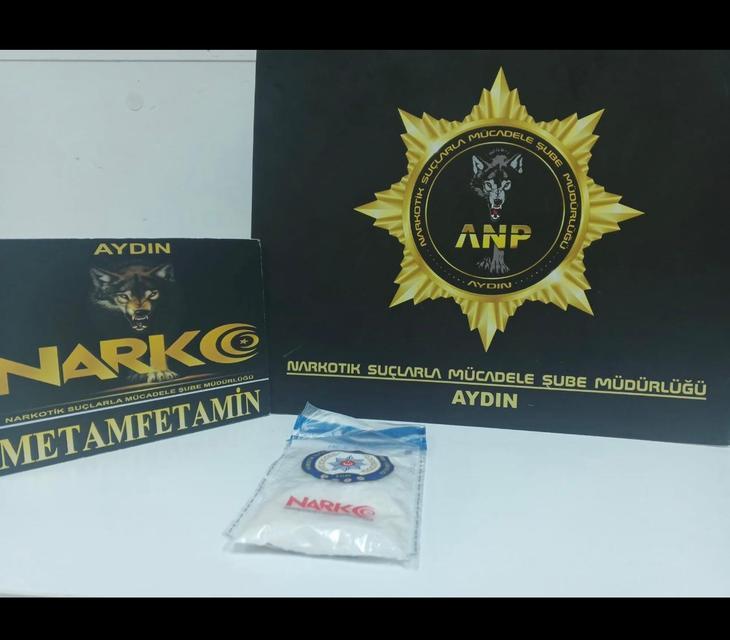 AYDIN
NARKO
NARKOTİK SUÇLARLA MÜCADELE ŞUBE MÜDÜRLÜĞÜ
METAMFETAMİN
NARKOTİK SUÇLARLA MÜCADELE ŞUBE MÜDÜRLÜĞÜ
ANP
AYDIN
NARKOTIK SUÇLARLA MÜCADELE ŞUBE MÜDÜRLÜĞÜ
AYDIN
NARKO